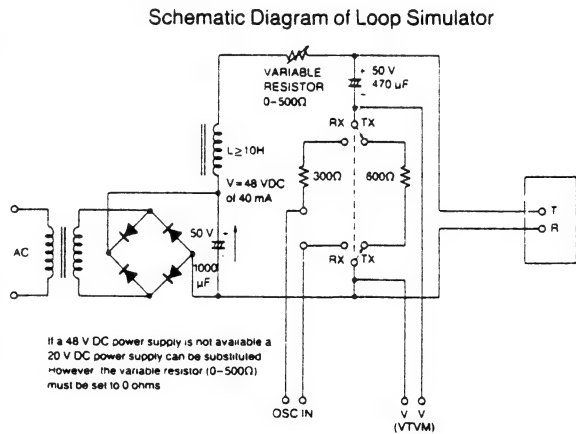 Schematic Diagram of Loop Simulator
VARIABLE
RESISTOR
0-500Ω
+ 50 V
470 µF
-
RX TX
L≥10H
300Ω
600Ω
V=48 VDC
of 40 mA
T
R
AC
50 V +
1000
µF
-
RX TX
If a 48 V DC power supply is not available a
20 V DC power supply can be substituted
However the variable resistor (0-500Ω)
must be set to 0 ohms
OSC IN
V V
(VTVM)